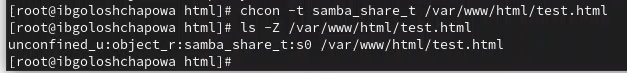 [root@ibgoloshchapowa html]# chcon -t samba_share_t /var/www/html/test.html
[root@ibgoloshchapowa html]# ls -Z /var/www/html/test.html
unconfined_u:object_r:samba_share_t:s0 /var/www/html/test.html
[root@ibgoloshchapowa html]#